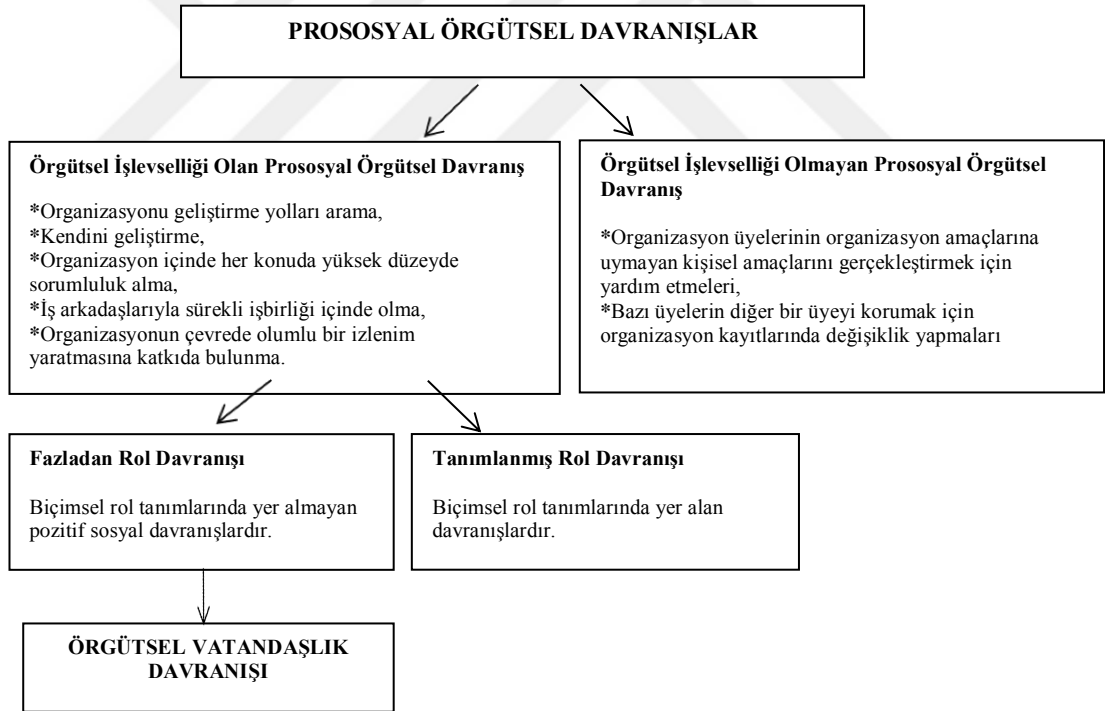 PROSOSYAL ÖRGÜTSEL DAVRANIŞLAR
Örgütsel İşlevselliği Olan Prososyal Örgütsel Davranış
*Organizasyonu geliştirme yolları arama,
*Kendini geliştirme,
*Organizasyon içinde her konuda yüksek düzeyde
sorumluluk alma,
*İş arkadaşlarıyla sürekli işbirliği içinde olma,
*Organizasyonun çevrede olumlu bir izlenim
yaratmasına katkıda bulunma.
Örgütsel İşlevselliği Olmayan Prososyal Örgütsel
Davranış
*Organizasyon üyelerinin organizasyon amaçlarına
uymayan kişisel amaçlarını gerçekleştirmek için
yardım etmeleri,
*Bazı üyelerin diğer bir üyeyi korumak için
organizasyon kayıtlarında değişiklik yapmaları
Fazladan Rol Davranışı
Biçimsel rol tanımlarında yer almayan
pozitif sosyal davranışlardır.
Tanımlanmış Rol Davranışı
Biçimsel rol tanımlarında yer alan
davranışlardır.
ÖRGÜTSEL VATANDAŞLIK
DAVRANIŞI